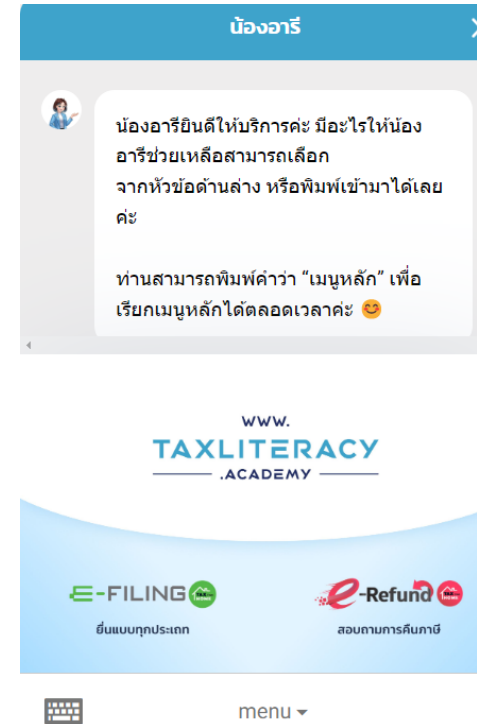 น้องอารี
น้องอารียินดีให้บริการค่ะ มีอะไรให้น้อง
อารีช่วยเหลือสามารถเลือก
จากหัวข้อด้านล่าง หรือพิมพ์เข้ามาได้เลย
ค่ะ
ท่านสามารถพิมพ์คำว่า “เมนูหลัก” เพื่อ
เรียกเมนูหลักได้ตลอดเวลาค่ะ 😊
WWW.
TAXLITERACY
.ACADEMY
E-FILING
e-Refund
ยื่นแบบทุกประเภท
สอบถามการคืนภาษี
menu